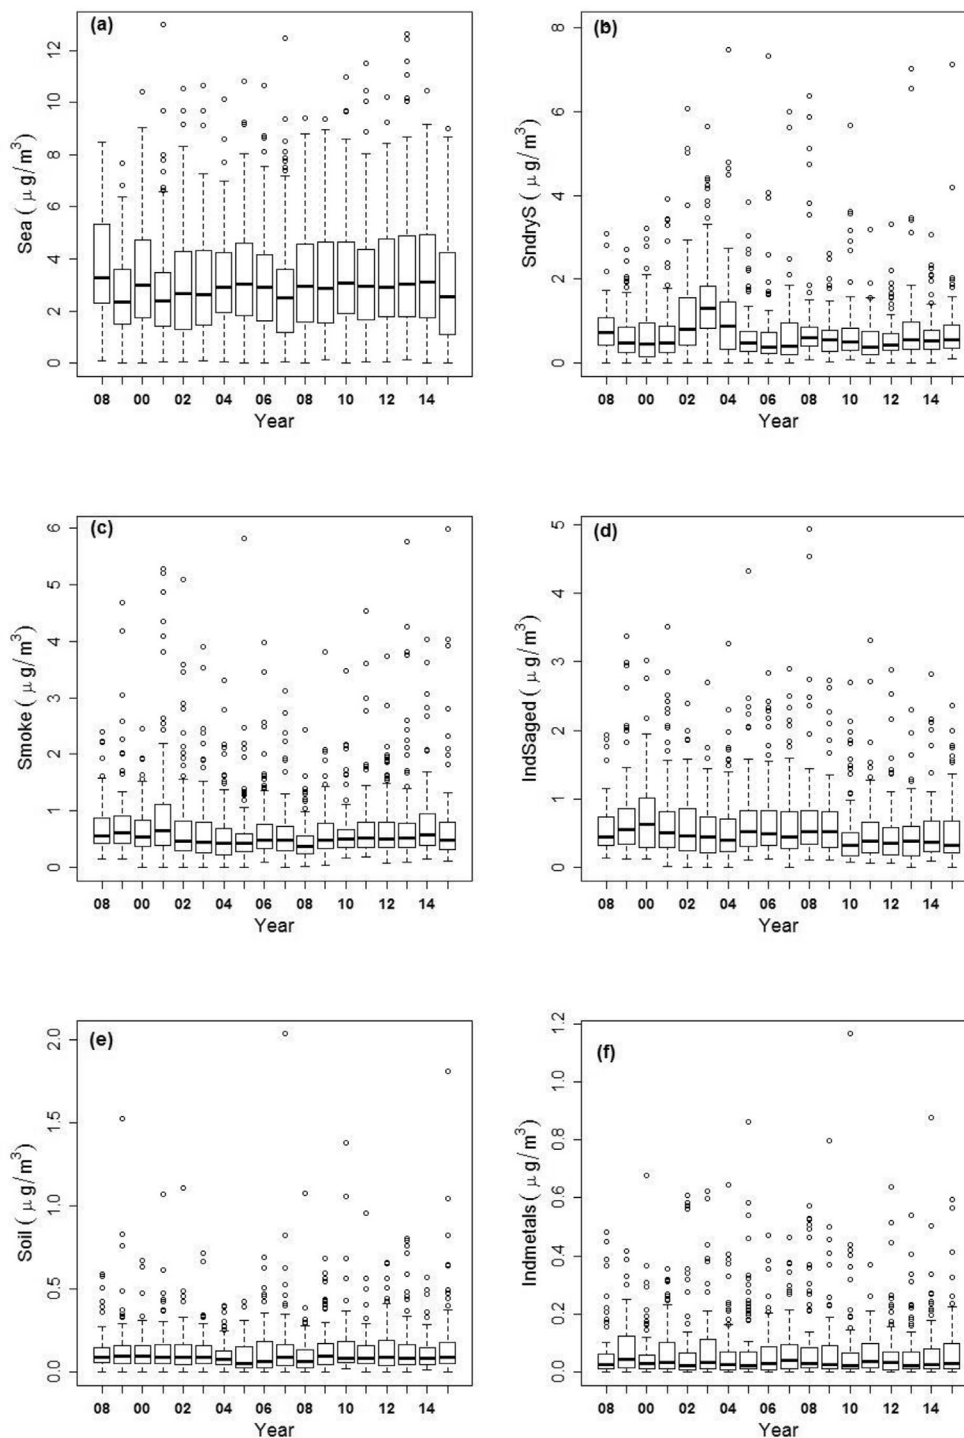 (a)
Sea ( μ g/m³)
0 2 4 6 8 10 12
08 00 02 04 06 08 10 12 14
Year
(b)
SndryS ( μ g/m³)
0 2 4 6 8
08 00 02 04 06 08 10 12 14
Year
(c)
Smoke ( μ g/m³)
0 1 2 3 4 5 6
08 00 02 04 06 08 10 12 14
Year
(d)
IndSaged ( μ g/m³)
0 1 2 3 4 5
08 00 02 04 06 08 10 12 14
Year
(e)
Soil ( μ g/m³)
0.0 0.5 1.0 1.5 2.0
08 00 02 04 06 08 10 12 14
Year
(f)
Indmetals ( μ g/m³)
0.0 0.2 0.4 0.6 0.8 1.0 1.2
08 00 02 04 06 08 10 12 14
Year